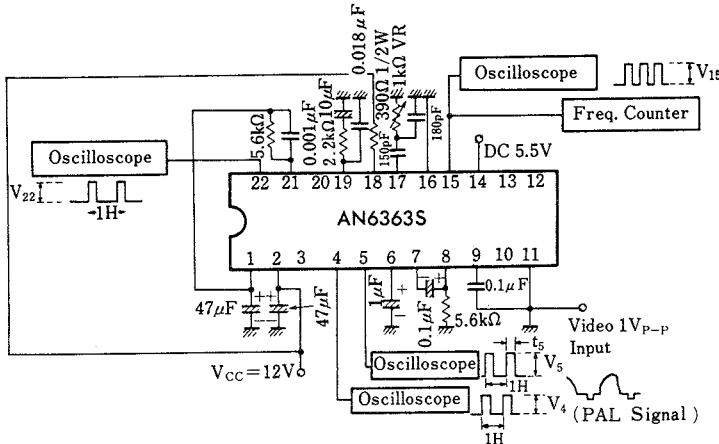 0.018μF
390Ω 1/2W
1kΩ VR
Oscilloscope
V15
Freq. Counter
10μF
0.001μF
2.2kΩ
5.6kΩ
150pF
180pF
DC 5.5V
Oscilloscope
V22
1H
22 21 20 19 18 17 16 15 14 13 12
AN6363S
1 2 3 4 5 6 7 8 9 10 11
47μF
++
−−
47μF
1μF
+
−
0.1μF
−
+
5.6kΩ
0.1μF
Video 1VP-P
Input
VCC=12V
Oscilloscope
t5
V5
1H
Oscilloscope
V4
1H
(PAL Signal)